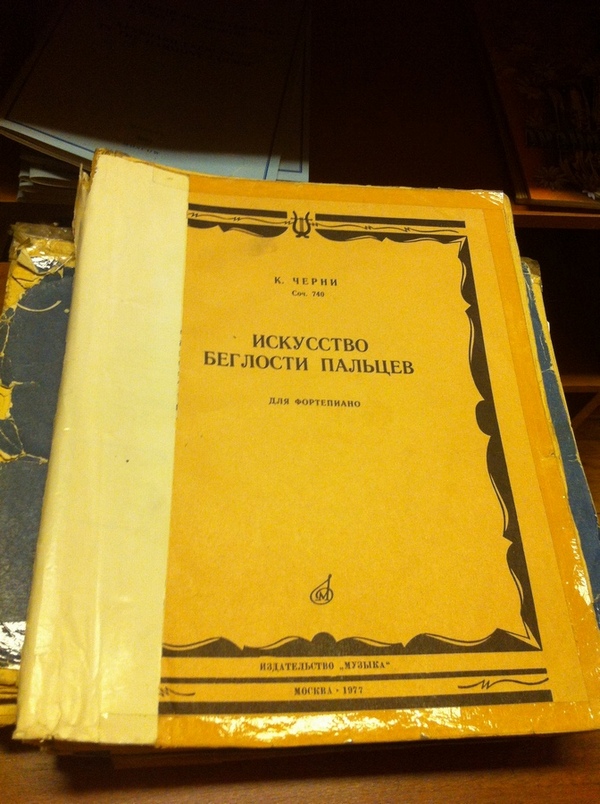 К. ЧЕРНИ
Соч. 740
ИСКУССТВО
БЕГЛОСТИ ПАЛЬЦЕВ
ДЛЯ ФОРТЕПИАНО
ИЗДАТЕЛЬСТВО „МУЗЫКА“
МОСКВА · 1977